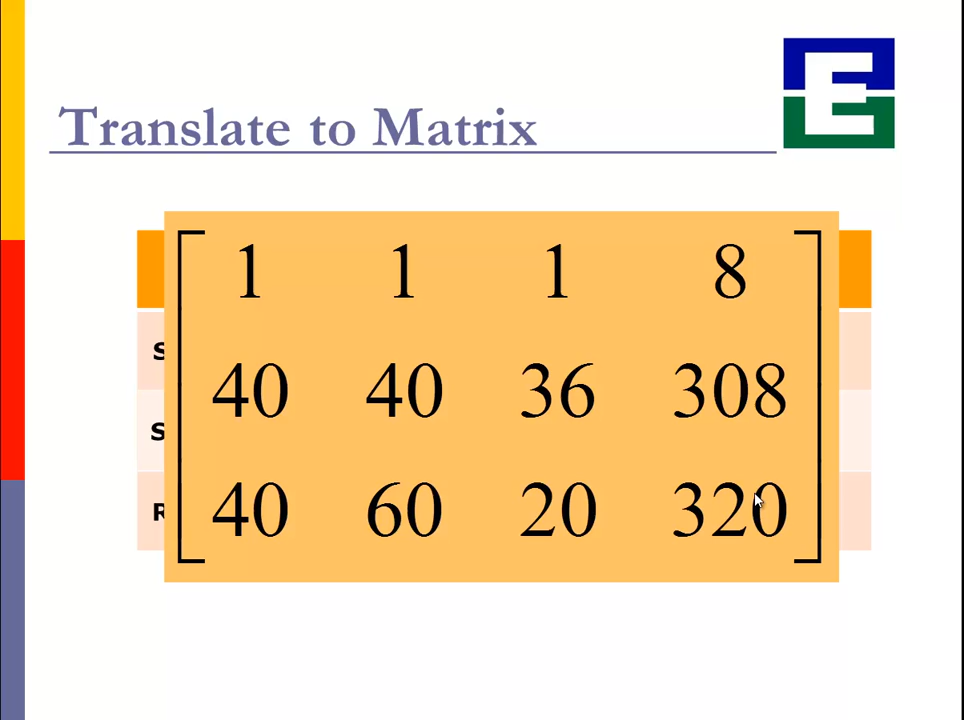 E
Translate to Matrix
1 1 1 8
S
40 40 36 308
S
R 40 60 20 320